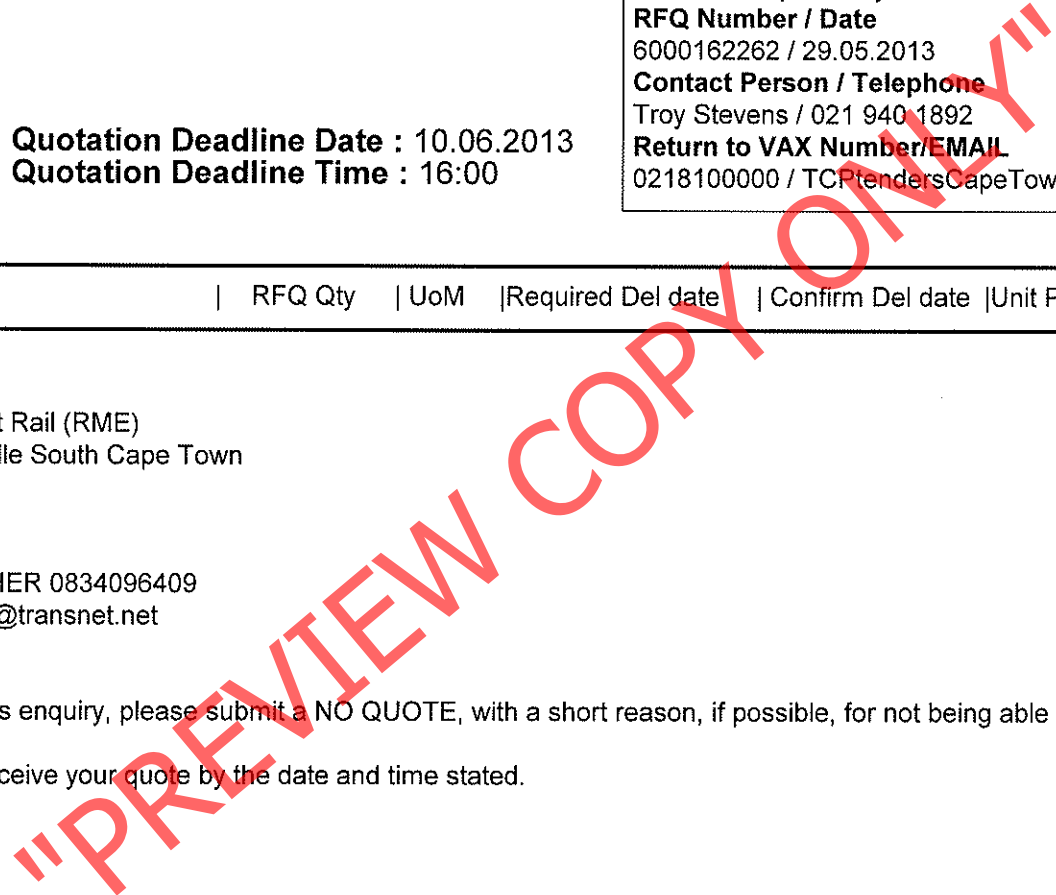 RFQ Number / Date
6000162262 / 29.05.2013
Contact Person / Telephone
Troy Stevens / 021 940 1892
Return to VAX Number/EMAIL
0218100000 / TCPtendersCapeTow
Quotation Deadline Date : 10.06.2013
Quotation Deadline Time : 16:00
| RFQ Qty | UoM |Required Del date | Confirm Del date |Unit P
t Rail (RME)
lle South Cape Town
IER 0834096409
@transnet.net
s enquiry, please submit a NO QUOTE, with a short reason, if possible, for not being able
ceive your quote by the date and time stated.
"PREVIEW COPY ONLY"